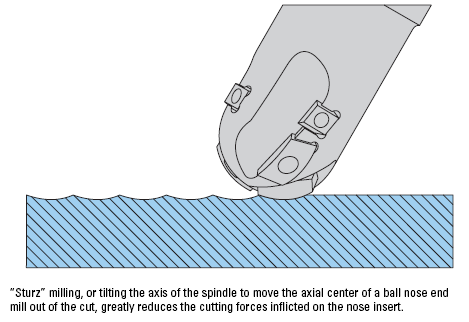 “Sturz” milling, or tilting the axis of the spindle to move the axial center of a ball nose end
mill out of the cut, greatly reduces the cutting forces inflicted on the nose insert.